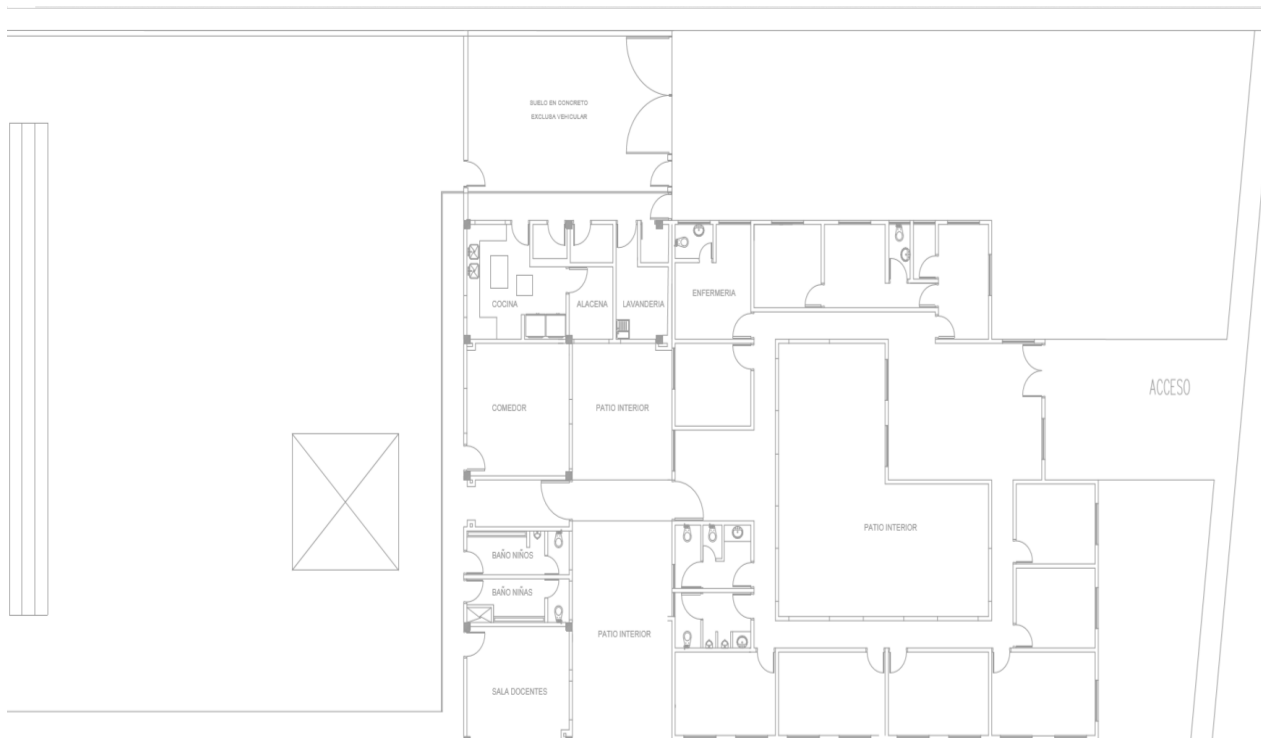 SUELO EN CONCRETO
EXCLUSA VEHICULAR
ENFERMERIA
COCINA
ALACENA
LAVANDERIA
ACCESO
COMEDOR
PATIO INTERIOR
PATIO INTERIOR
BAÑO NIÑOS
BAÑO NIÑAS
PATIO INTERIOR
SALA DOCENTES